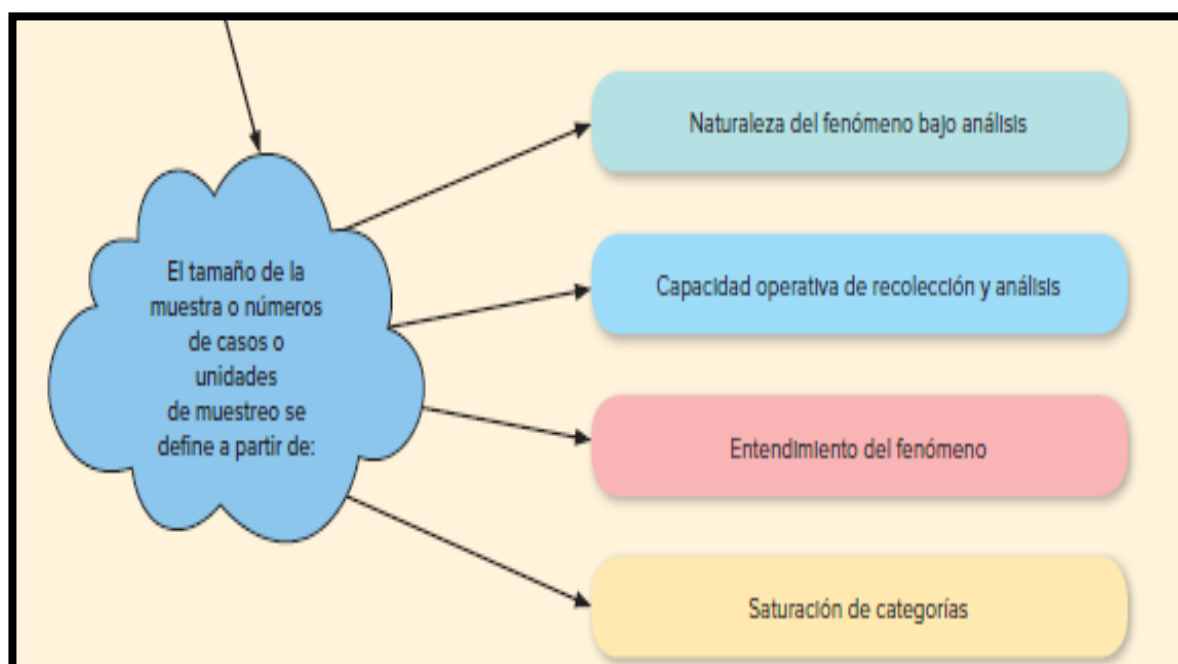 El tamaño de la
muestra o números
de casos o
unidades
de muestreo se
define a partir de:
Naturaleza del fenómeno bajo análisis
Capacidad operativa de recolección y análisis
Entendimiento del fenómeno
Saturación de categorías